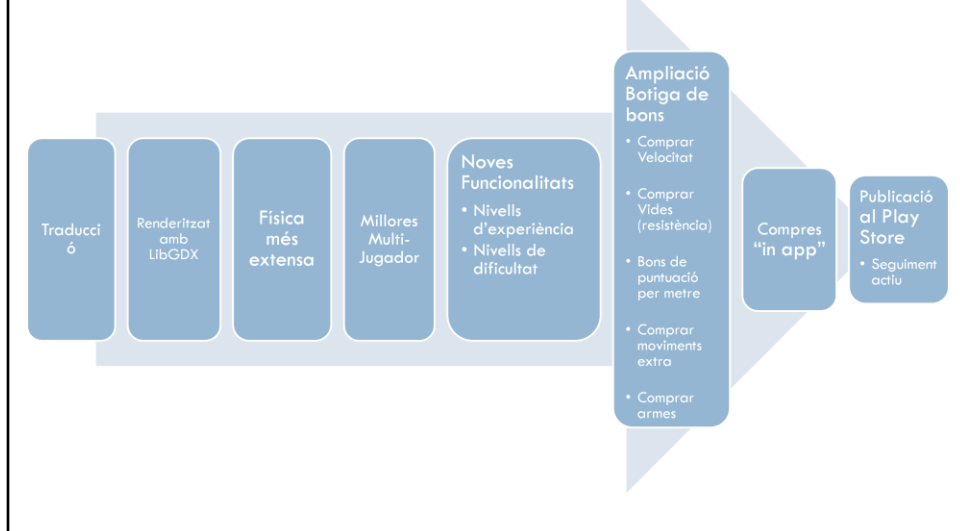 Traducci
ó
Renderitzat
amb
LibGDX
Física
més
extensa
Millores
Multi-
Jugador
Noves
Funcionalitats
• Nivells
d'experiència
• Nivells de
dificultat
Ampliació
Botiga de
bons
• Comprar
Velocitat
• Comprar
Vides
(resistència)
• Bons de
puntuació
per metre
• Comprar
moviments
extra
• Comprar
armes
Compres
“in app”
Publicació
al Play
Store
• Seguiment
actiu